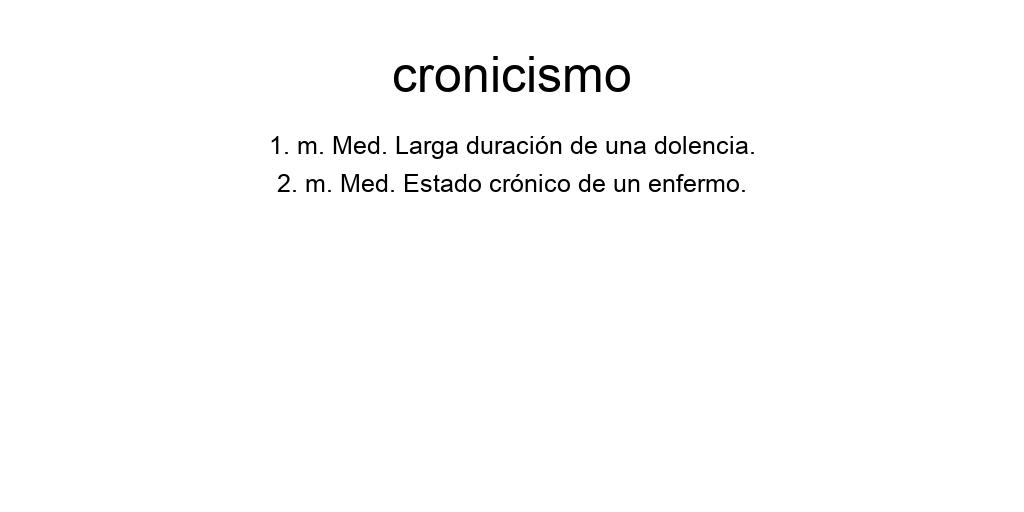 cronicismo
1. m. Med. Larga duración de una dolencia.
2. m. Med. Estado crónico de un enfermo.